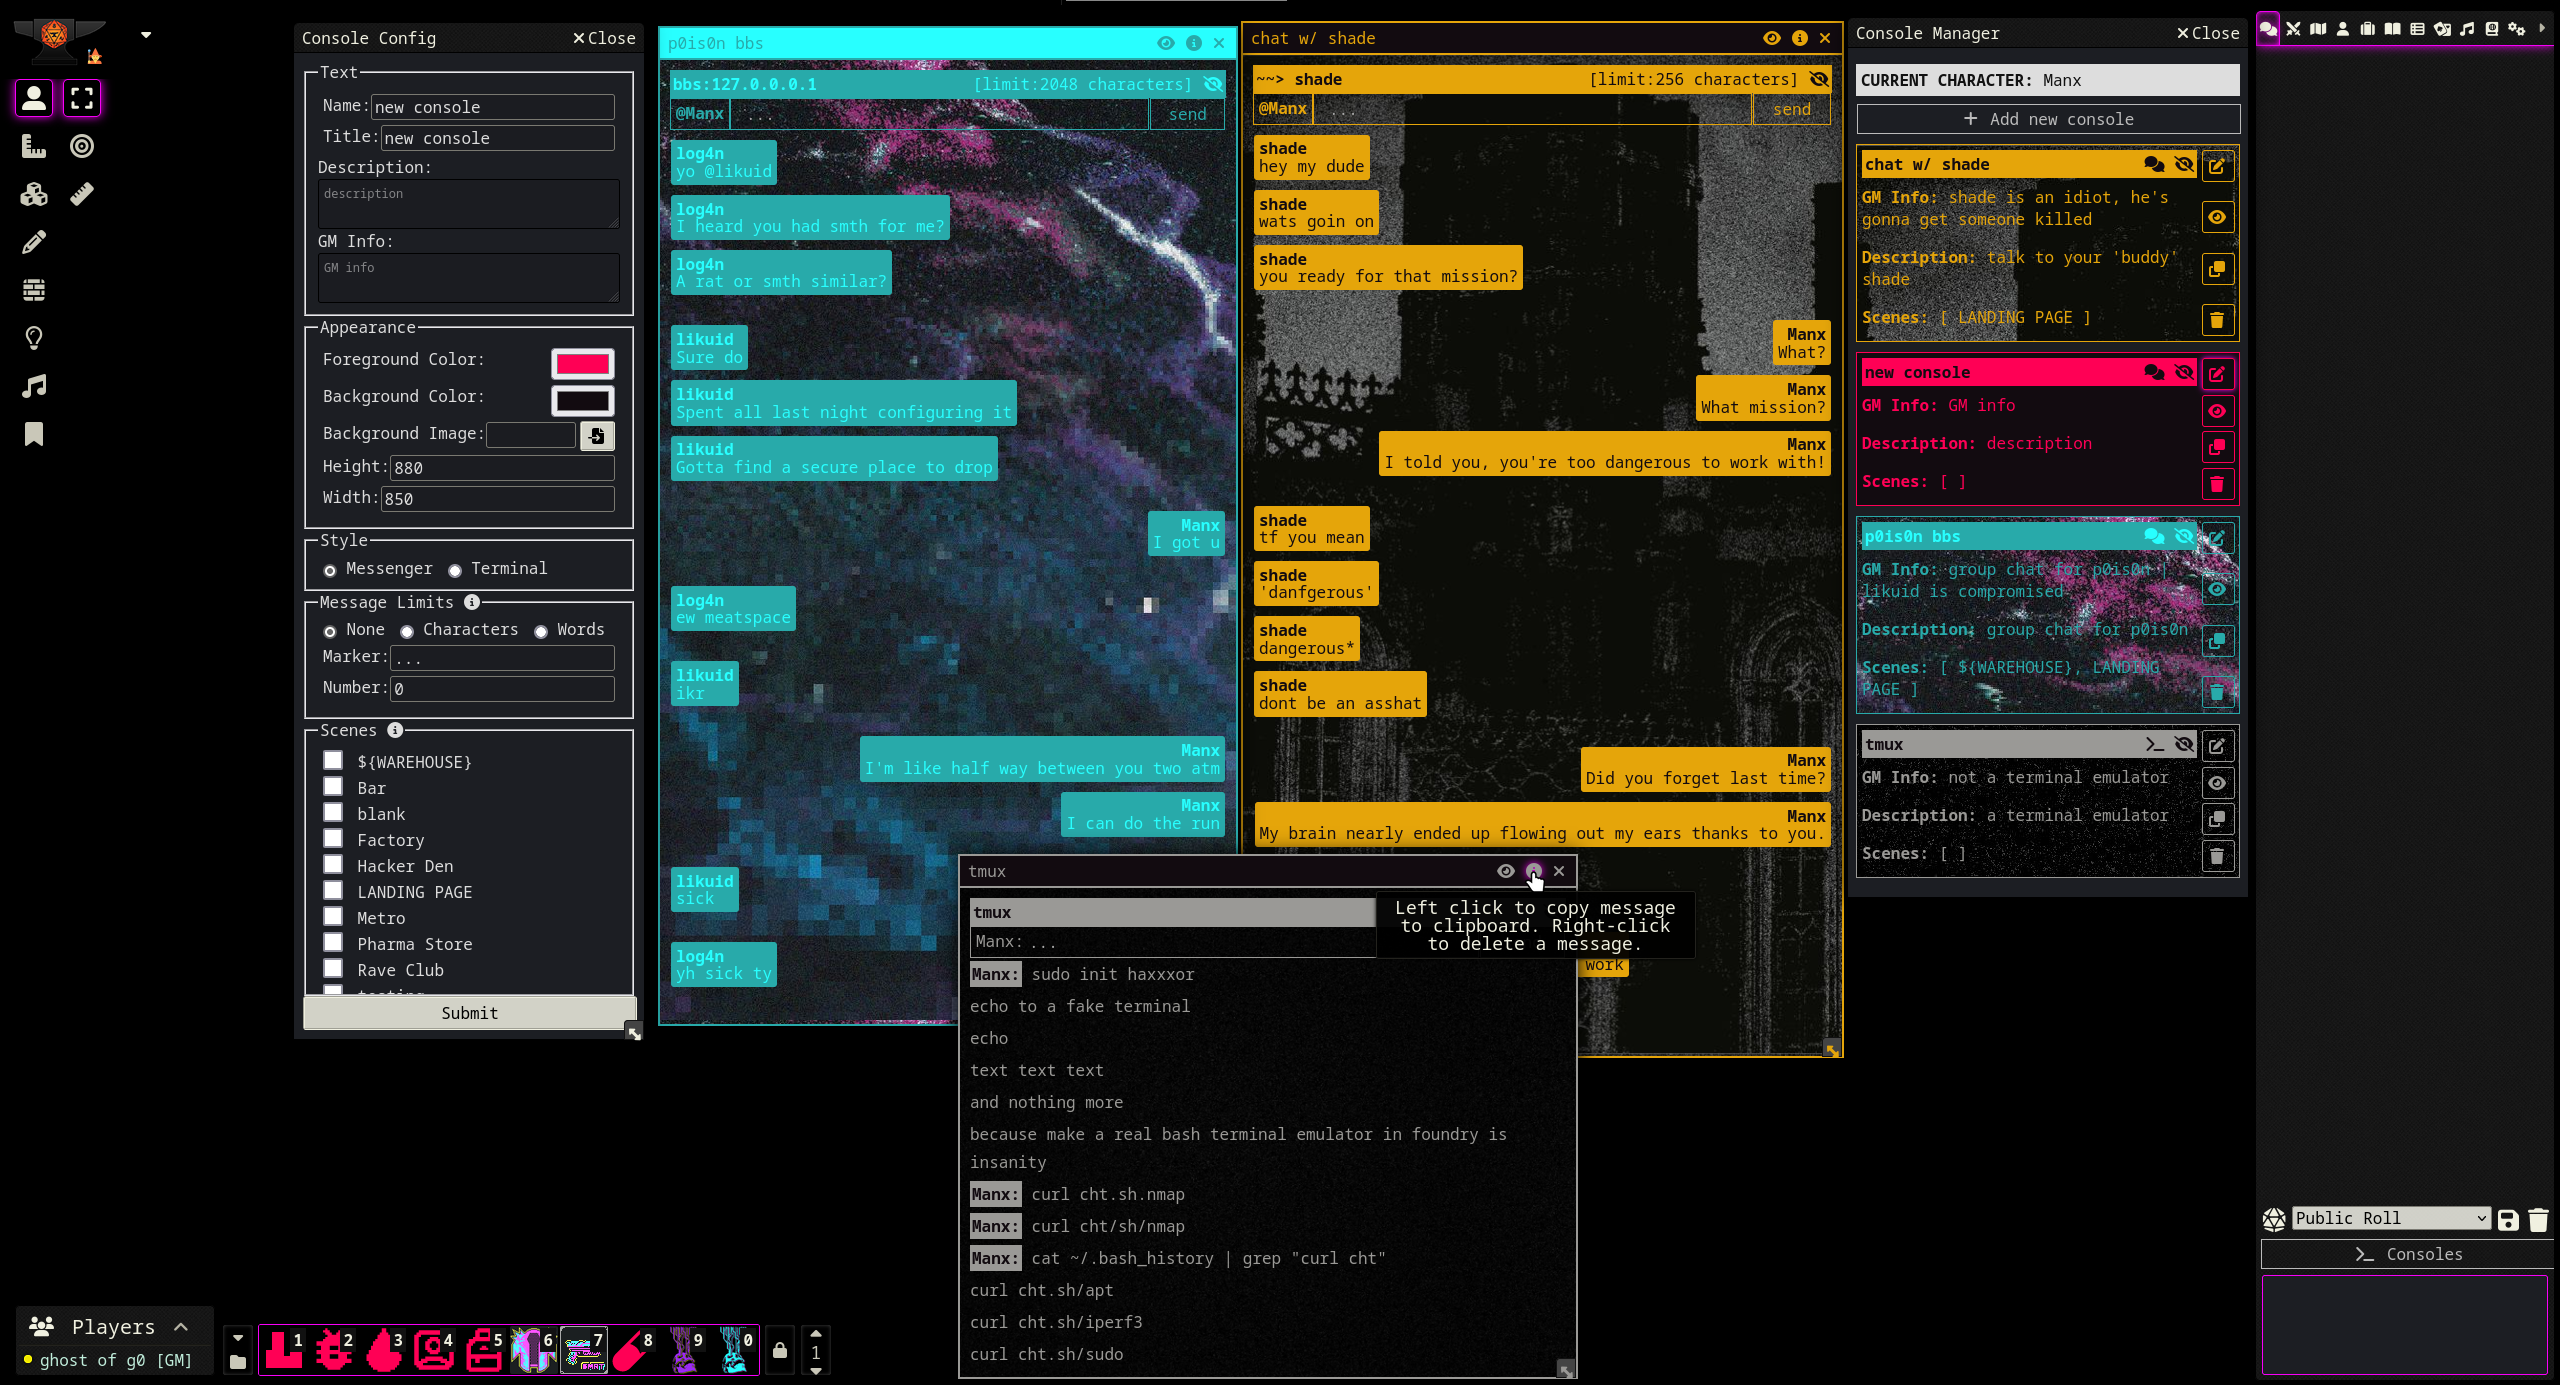 Console Config
Close
Text
Name: new console
Title: new console
Description:
description
GM Info:
GM info
Appearance
Foreground Color:
Background Color:
Background Image:
Height: 880
Width: 850
Style
Messenger
Terminal
Message Limits
None
Characters
Words
Marker: ...
Number: 0
Scenes
${WAREHOUSE}
Bar
blank
Factory
Hacker Den
LANDING PAGE
Metro
Pharma Store
Rave Club
Submit
p0is0n bbs
bbs:127.0.0.0.1
[limit:2048 characters]
@Manx
...
send
log4n
yo @likuid
log4n
I heard you had smth for me?
log4n
A rat or smth similar?
likuid
Sure do
likuid
Spent all last night configuring it
likuid
Gotta find a secure place to drop
Manx
I got u
log4n
ew meatspace
likuid
ikr
Manx
I'm like half way between you two atm
Manx
I can do the run
likuid
sick
log4n
yh sick ty
chat w/ shade
~~> shade
[limit:256 characters]
@Manx
...
send
shade
hey my dude
shade
wats goin on
shade
you ready for that mission?
Manx
What?
Manx
What mission?
Manx
I told you, you're too dangerous to work with!
shade
tf you mean
shade
'danfgerous'
shade
dangerous*
shade
dont be an asshat
Manx
Did you forget last time?
Manx
My brain nearly ended up flowing out my ears thanks to you.
work
tmux
Left click to copy message
to clipboard. Right-click
to delete a message.
tmux
Manx: ...
Manx: sudo init haxxxor
echo to a fake terminal
echo
text text text
and nothing more
because make a real bash terminal emulator in foundry is
insanity
Manx: curl cht.sh.nmap
Manx: curl cht/sh/nmap
Manx: cat ~/.bash_history | grep "curl cht"
curl cht.sh/apt
curl cht.sh/iperf3
curl cht.sh/sudo
Console Manager
Close
CURRENT CHARACTER: Manx
+ Add new console
chat w/ shade
GM Info: shade is an idiot, he's
gonna get someone killed
Description: talk to your 'buddy'
shade
Scenes: [ LANDING PAGE ]
new console
GM Info: GM info
Description: description
Scenes: [ ]
p0is0n bbs
GM Info: group chat for p0is0n |
likuid is compromised
Description: group chat for p0is0n
Scenes: [ ${WAREHOUSE}, LANDING
PAGE ]
tmux
GM Info: not a terminal emulator
Description: a terminal emulator
Scenes: [ ]
Public Roll
Consoles
Players
ghost of g0 [GM]
1
2
3
4
5
6
7
8
9
0
1